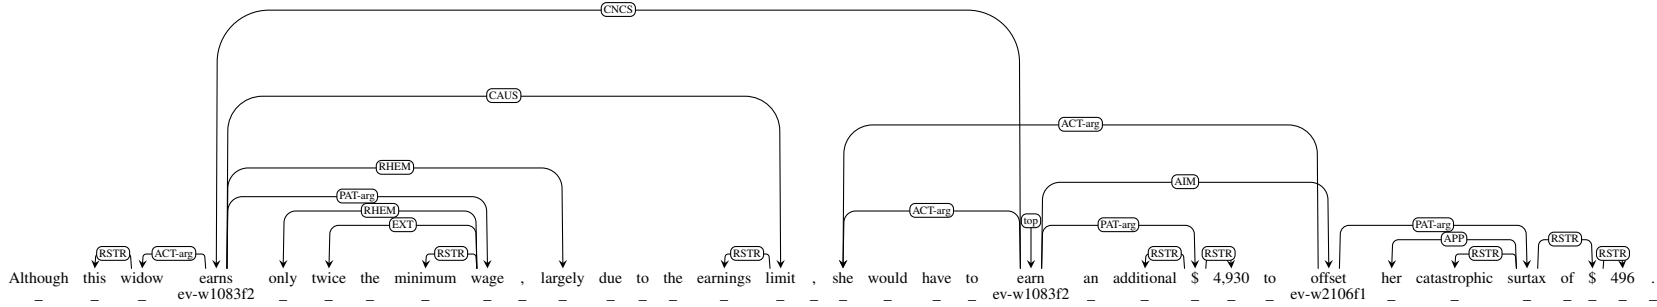 CNCS
CAUS
ACT-arg
RHEM
AIM
PAT-arg
RHEM ACT-arg top
EXT PAT-arg PAT-arg
APP RSTR
RSTR ACT-arg RSTR RSTR RSTR RSTR RSTR RSTR
Although this widow earns only twice the minimum wage , largely due to the earnings limit , she would have to earn an additional $ 4,930 to offset her catastrophic surtax of $ 496 .
_ _ _ ev-w1083f2 _ _ _ _ _ _ _ _ _ _ _ _ _ _ _ _ _ ev-w1083f2 _ _ _ _ _ ev-w2106f1 _ _ _ _ _ _ _